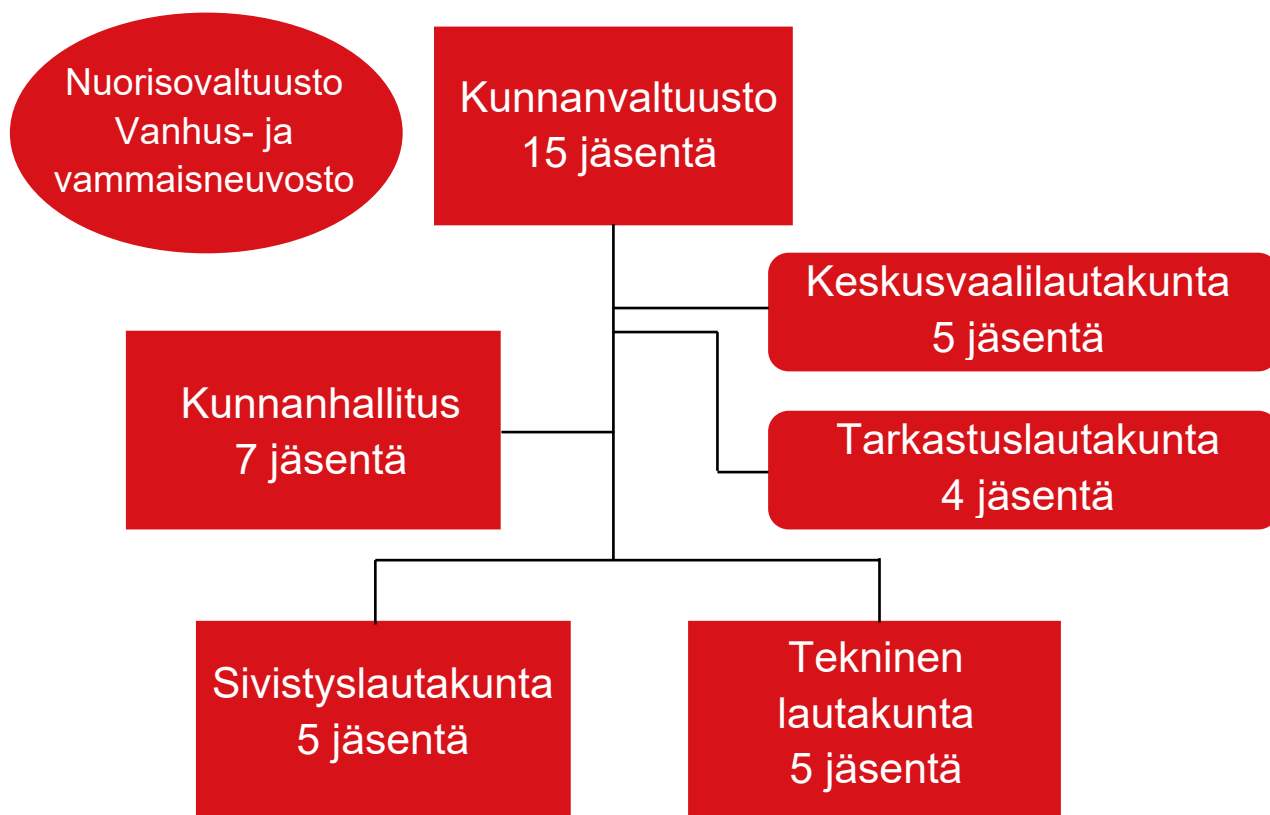 Nuorisovaltuusto
Vanhus- ja
vammaisneuvosto
Kunnanvaltuusto
15 jäsentä
Keskusvaalilautakunta
5 jäsentä
Kunnanhallitus
7 jäsentä
Tarkastuslautakunta
4 jäsentä
Sivistyslautakunta
5 jäsentä
Tekninen
lautakunta
5 jäsentä